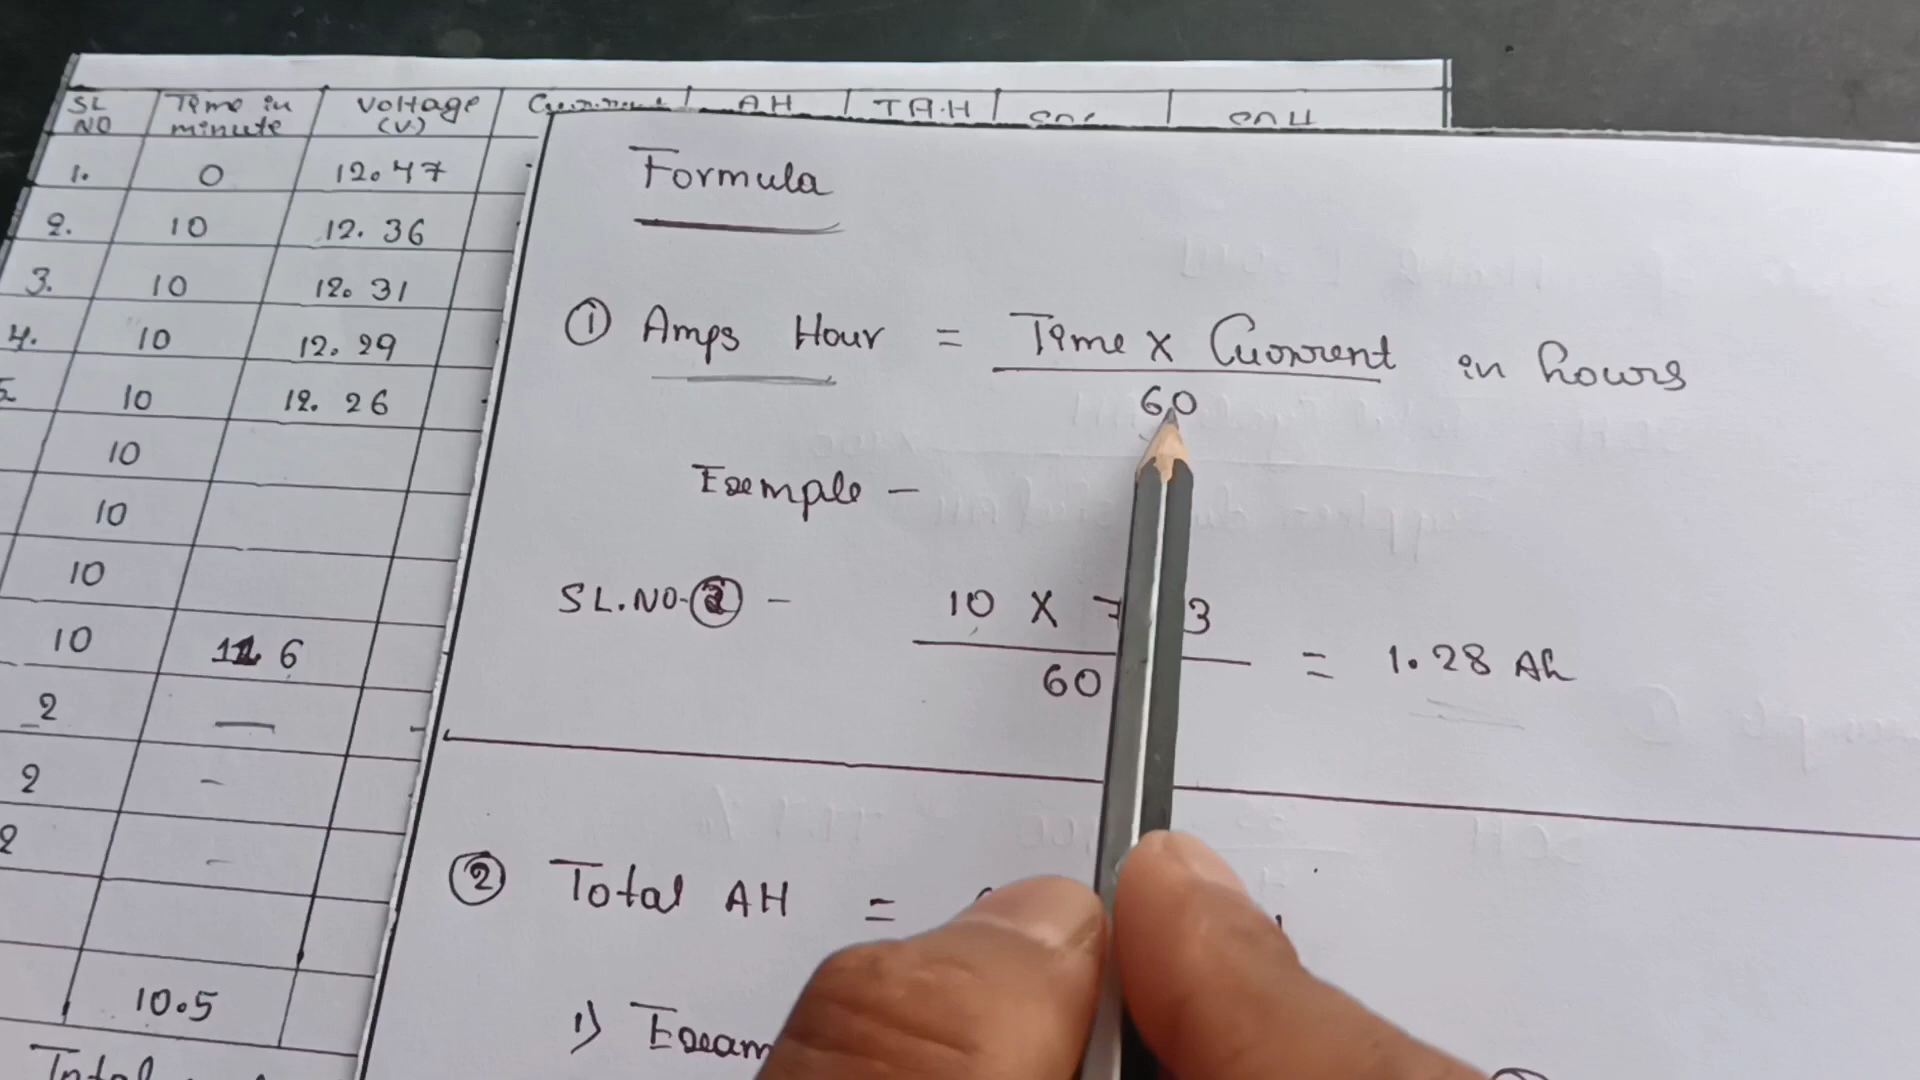 SL NO Time in minute Voltage (V.) AH T A.H
1. 0 12.47
2. 10 12.36
3. 10 12.31
4. 10 12.29
10 12.26
10
10
10
10 6
2 —
2 -
2 -
10.5
Total
Formula
① Amps Hour = Time X Current in hours
60
Exemple -
SL.NO-② -
10 X 3
60
= 1.28 Ah
② Total AH =
1)